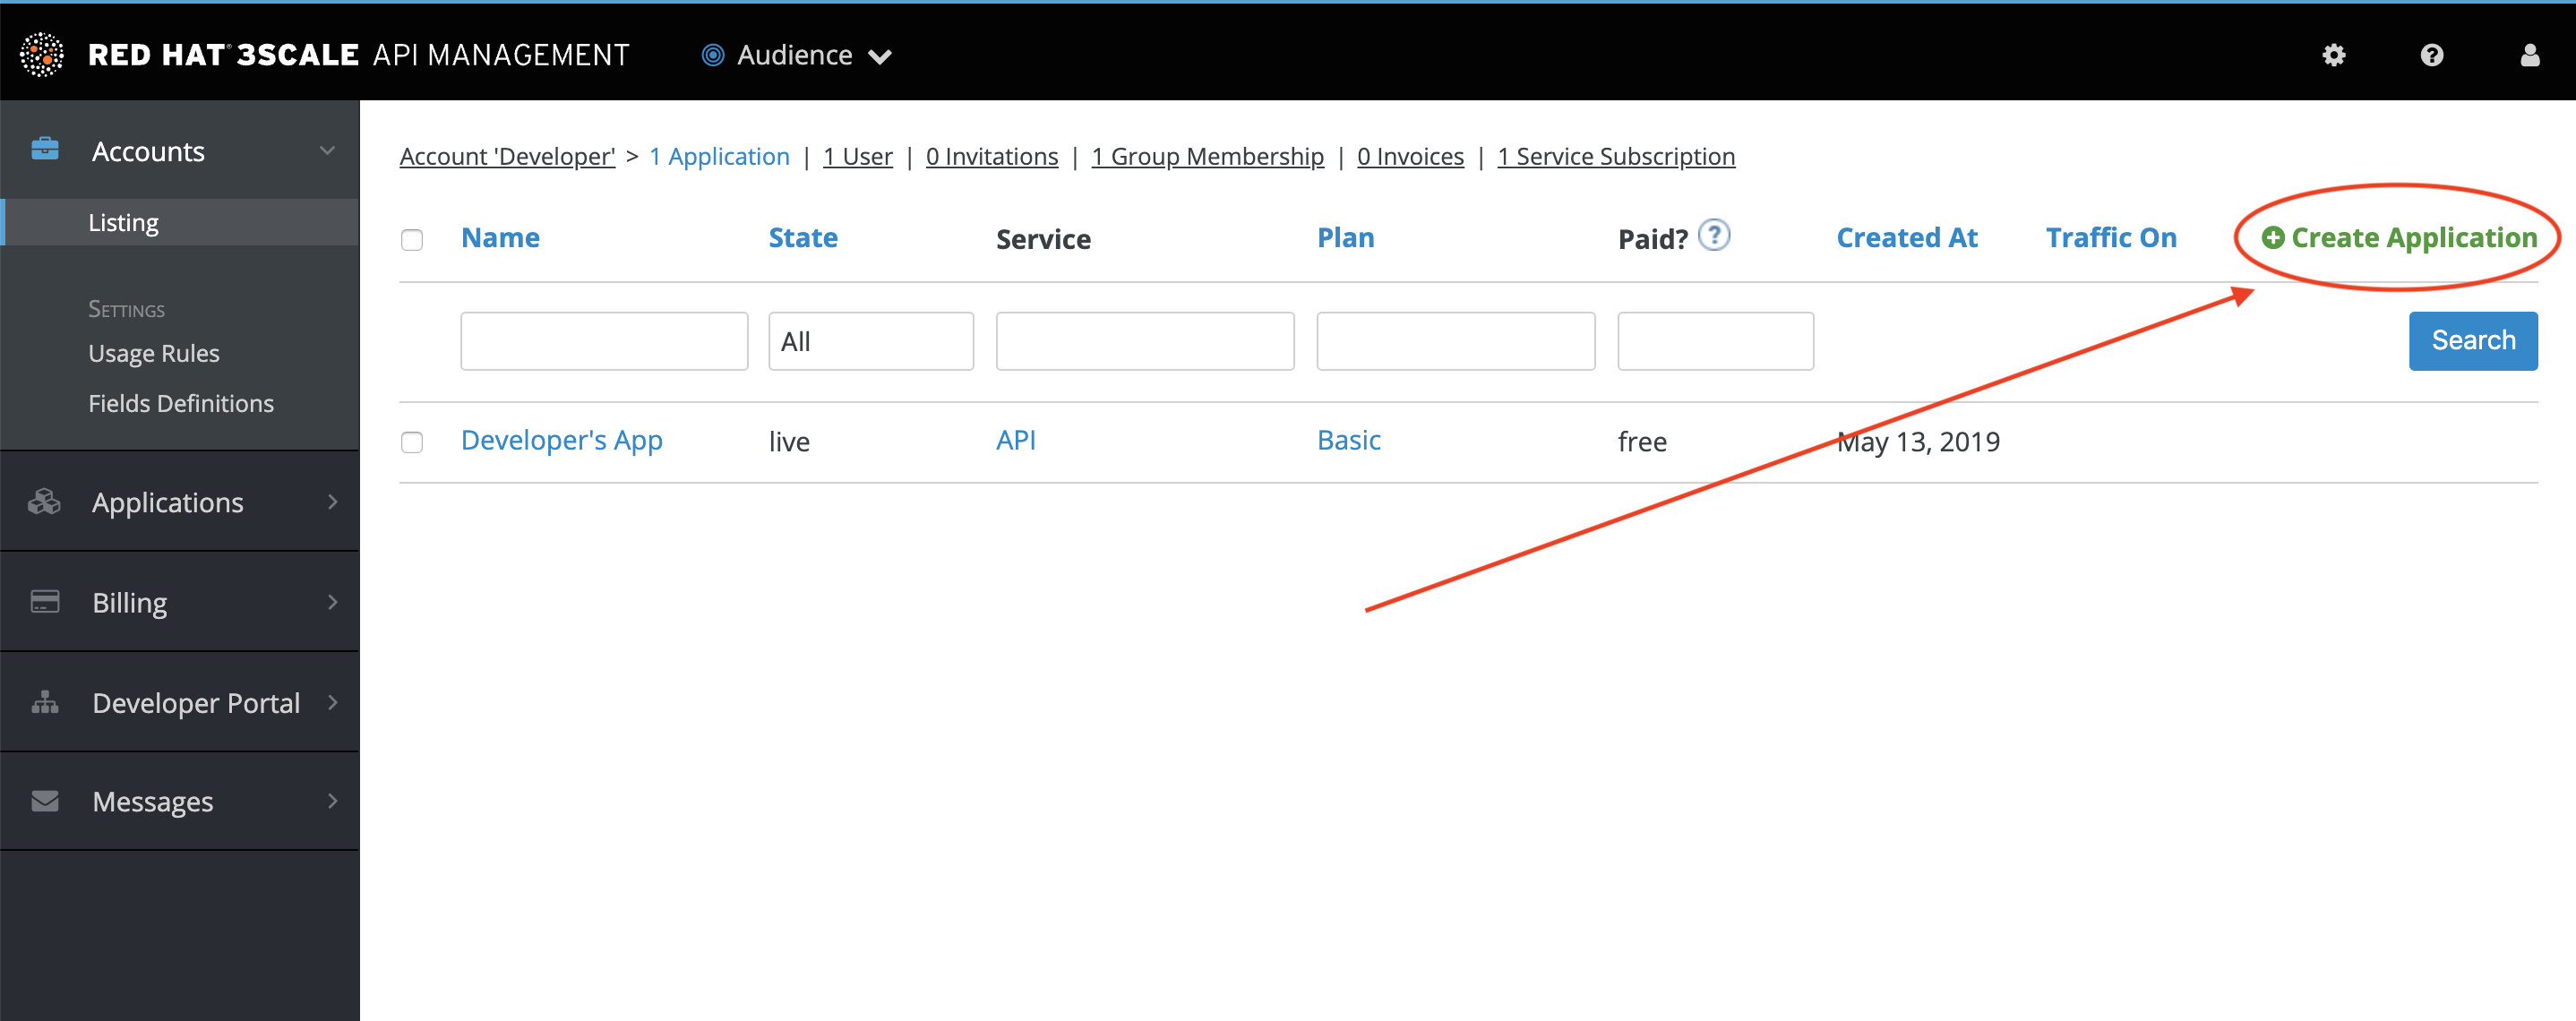 RED HAT® 3SCALE API MANAGEMENT Audience
Accounts
Listing
SETTINGS
Usage Rules
Fields Definitions
Applications
Billing
Developer Portal
Messages
Account 'Developer' > 1 Application | 1 User | 0 Invitations | 1 Group Membership | 0 Invoices | 1 Service Subscription
Name State Service Plan Paid? ? Created At Traffic On Create Application
All Search
Developer's App live API Basic free May 13, 2019